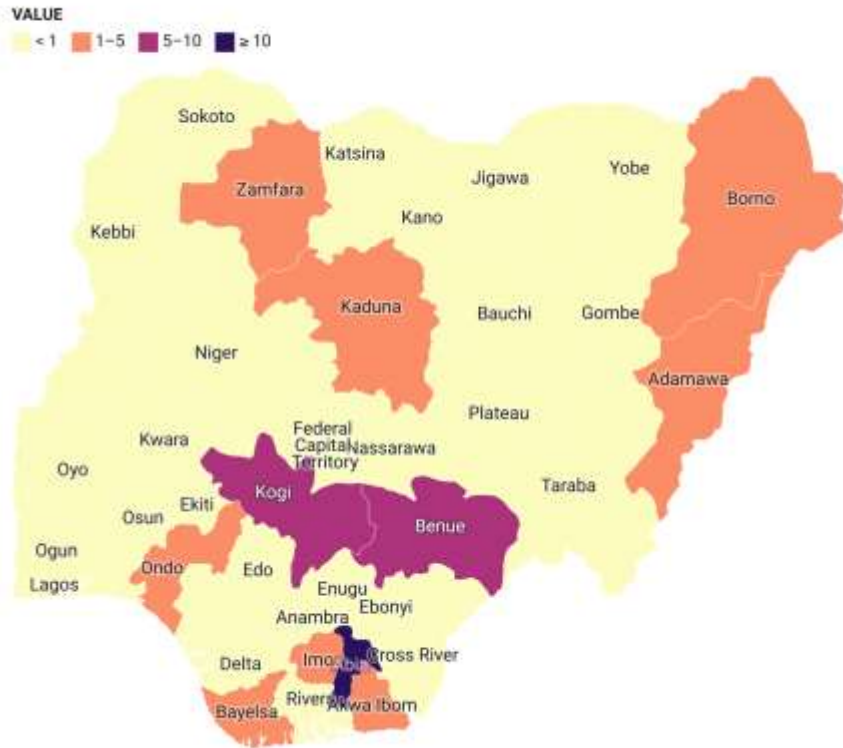 VALUE
< 1 1–5 5–10 ≥ 10
Sokoto
Katsina
Zamfara
Jigawa
Yobe
Borno
Kebbi
Kano
Kaduna
Bauchi
Gombe
Niger
Adamawa
Plateau
Federal
Capital
Territory
Nassarawa
Kwara
Oyo
Kogi
Taraba
Ekiti
Osun
Benue
Ogun
Ondo
Edo
Lagos
Enugu
Ebonyi
Anambra
Delta
Imo
Cross River
Rivers
Akwa Ibom
Bayelsa